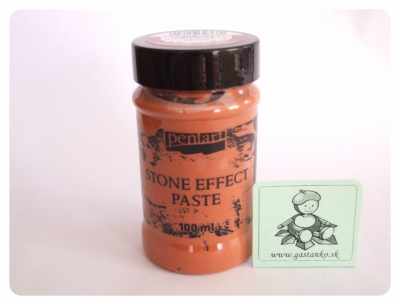 pentart
STONE EFFECT
PASTE
100 ml
www.gastanko.sk